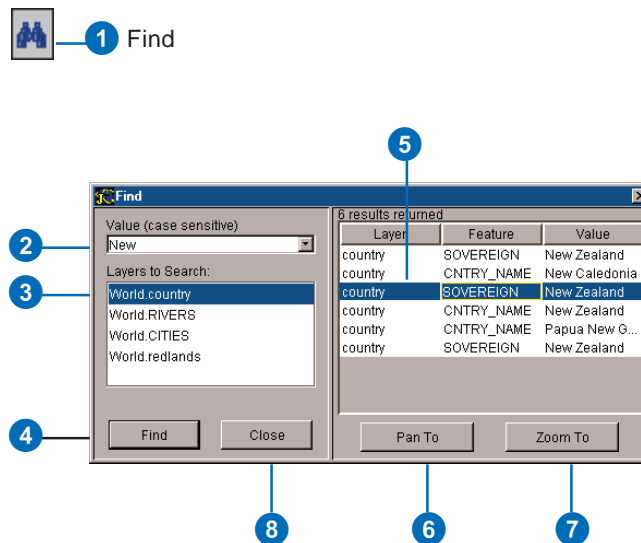 1 Find
5
Find
Value (case sensitive)
2 New
Layers to Search:
3 World.country
World.RIVERS
World.CITIES
World.redlands
4 Find Close
6 results returned
Layer Feature Value
country SOVEREIGN New Zealand
country CNTRY_NAME New Caledonia
country SOVEREIGN New Zealand
country CNTRY_NAME New Zealand
country CNTRY_NAME Papua New G...
country SOVEREIGN New Zealand
Pan To Zoom To
8 6 7